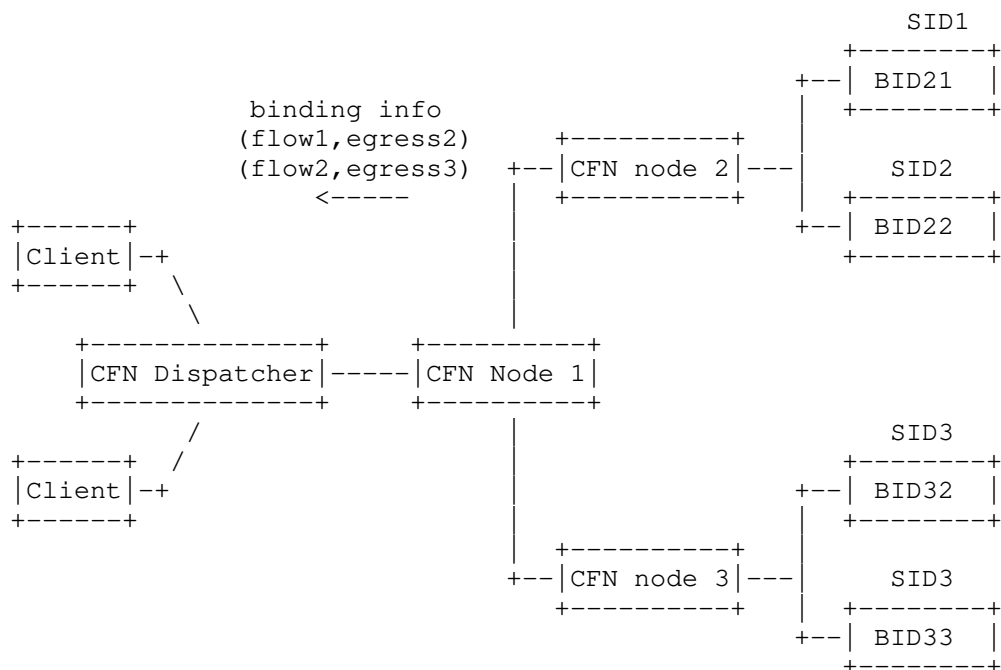 SID1
BID21
binding info
(flow1,egress2)
(flow2,egress3)
CFN node 2
SID2
<-----
BID22
Client
CFN Dispatcher
CFN Node 1
SID3
Client
BID32
CFN node 3
SID3
BID33